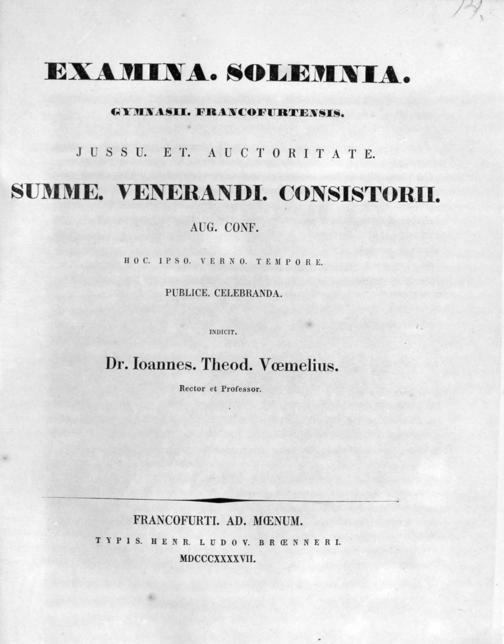 EXAMINA. SOLEMNIA.
GYMNASII. FRANCOFURTENSIS.
JUSSU. ET. AUCTORITATE.
SUMME. VENERANDI. CONSISTORII.
AUG. CONF.
HOC. IPSO. VERNO. TEMPORE.
PUBLICE. CELEBRANDA.
INDICIT.
Dr. Ioannes. Theod. Vœmelius.
Rector et Professor.
FRANCOFURTI. AD. MŒNUM.
TYPIS. HENR. LUDOV. BRŒNNERI.
MDCCCXXXXVII.